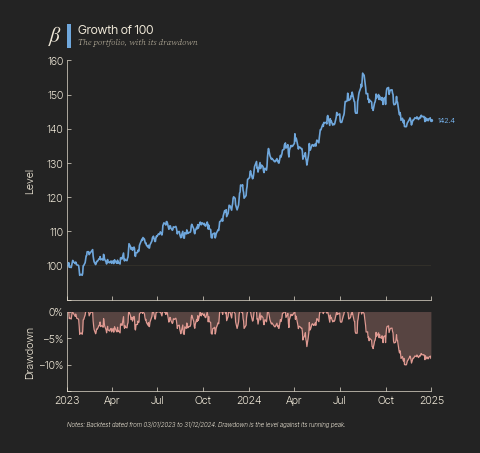 β Growth of 100
The portfolio, with its drawdown
160
150
140
130
120
110
100
Level
142.4
0%
−5%
−10%
Drawdown
2023 Apr Jul Oct 2024 Apr Jul Oct 2025
Notes: Backtest dated from 03/01/2023 to 31/12/2024. Drawdown is the level against its running peak.